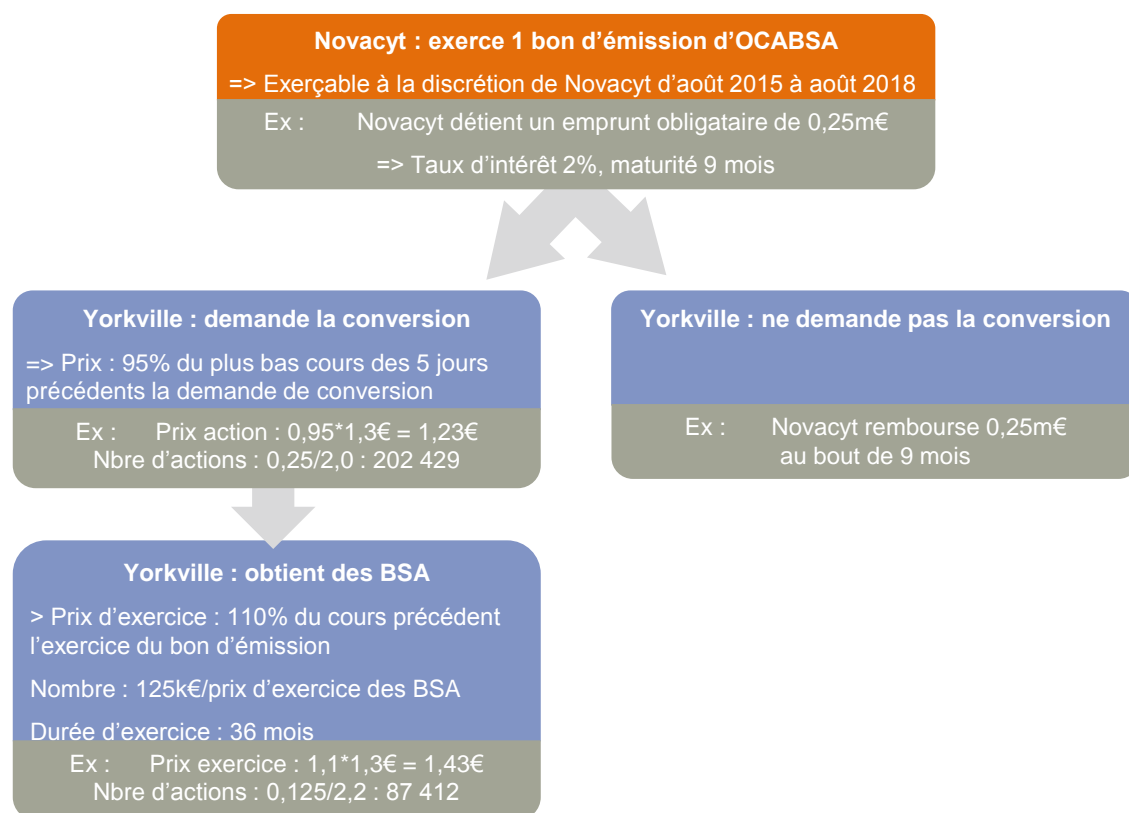 Novacyt : exerce 1 bon d'émission d'OCABSA
=> Exerçable à la discrétion de Novacyt d'août 2015 à août 2018
Ex : Novacyt détient un emprunt obligataire de 0,25m€
=> Taux d'intérêt 2%, maturité 9 mois
Yorkville : demande la conversion
=> Prix : 95% du plus bas cours des 5 jours
précédents la demande de conversion
Ex : Prix action : 0,95*1,3€ = 1,23€
Nbre d'actions : 0,25/2,0 : 202 429
Yorkville : ne demande pas la conversion
Ex : Novacyt rembourse 0,25m€
au bout de 9 mois
Yorkville : obtient des BSA
> Prix d'exercice : 110% du cours précédent
l'exercice du bon d'émission
Nombre : 125k€/prix d'exercice des BSA
Durée d'exercice : 36 mois
Ex : Prix exercice : 1,1*1,3€ = 1,43€
Nbre d'actions : 0,125/2,2 : 87 412